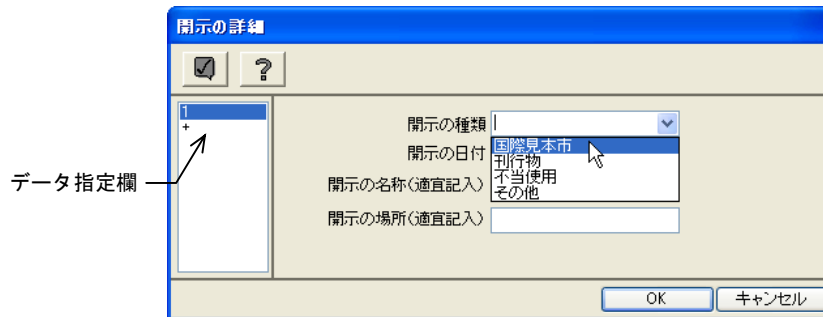 開示の詳細
?
1
+
データ指定欄
開示の種類
国際見本市
刊行物
不当使用
その他
開示の日付
開示の名称(適宜記入)
開示の場所(適宜記入)
OK
キャンセル